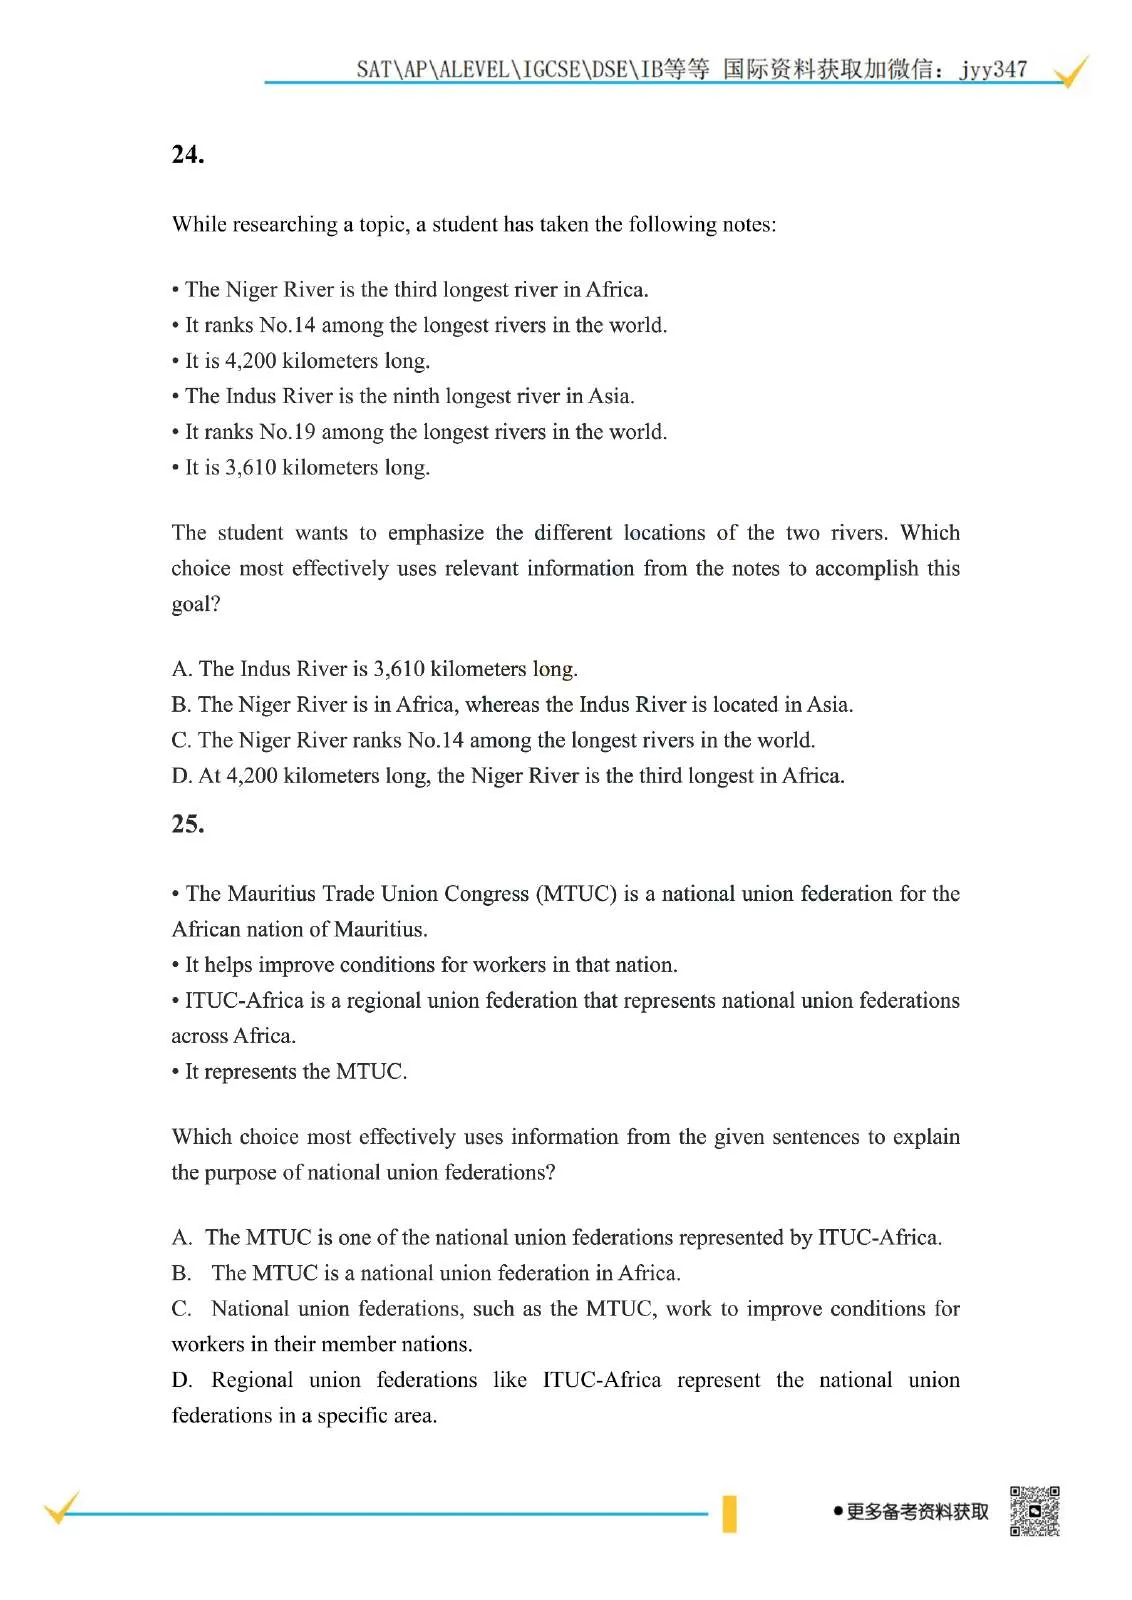 SAT\AP\ALEVEL\IGCSE\DSE\IB等等 国际资料获取加微信：jyy347
24.
While researching a topic, a student has taken the following notes:
• The Niger River is the third longest river in Africa.
• It ranks No.14 among the longest rivers in the world.
• It is 4,200 kilometers long.
• The Indus River is the ninth longest river in Asia.
• It ranks No.19 among the longest rivers in the world.
• It is 3,610 kilometers long.
The student wants to emphasize the different locations of the two rivers. Which
choice most effectively uses relevant information from the notes to accomplish this
goal?
A. The Indus River is 3,610 kilometers long.
B. The Niger River is in Africa, whereas the Indus River is located in Asia.
C. The Niger River ranks No.14 among the longest rivers in the world.
D. At 4,200 kilometers long, the Niger River is the third longest in Africa.
25.
• The Mauritius Trade Union Congress (MTUC) is a national union federation for the
African nation of Mauritius.
• It helps improve conditions for workers in that nation.
• ITUC-Africa is a regional union federation that represents national union federations
across Africa.
• It represents the MTUC.
Which choice most effectively uses information from the given sentences to explain
the purpose of national union federations?
A. The MTUC is one of the national union federations represented by ITUC-Africa.
B. The MTUC is a national union federation in Africa.
C. National union federations, such as the MTUC, work to improve conditions for
workers in their member nations.
D. Regional union federations like ITUC-Africa represent the national union
federations in a specific area.
●更多备考资料获取